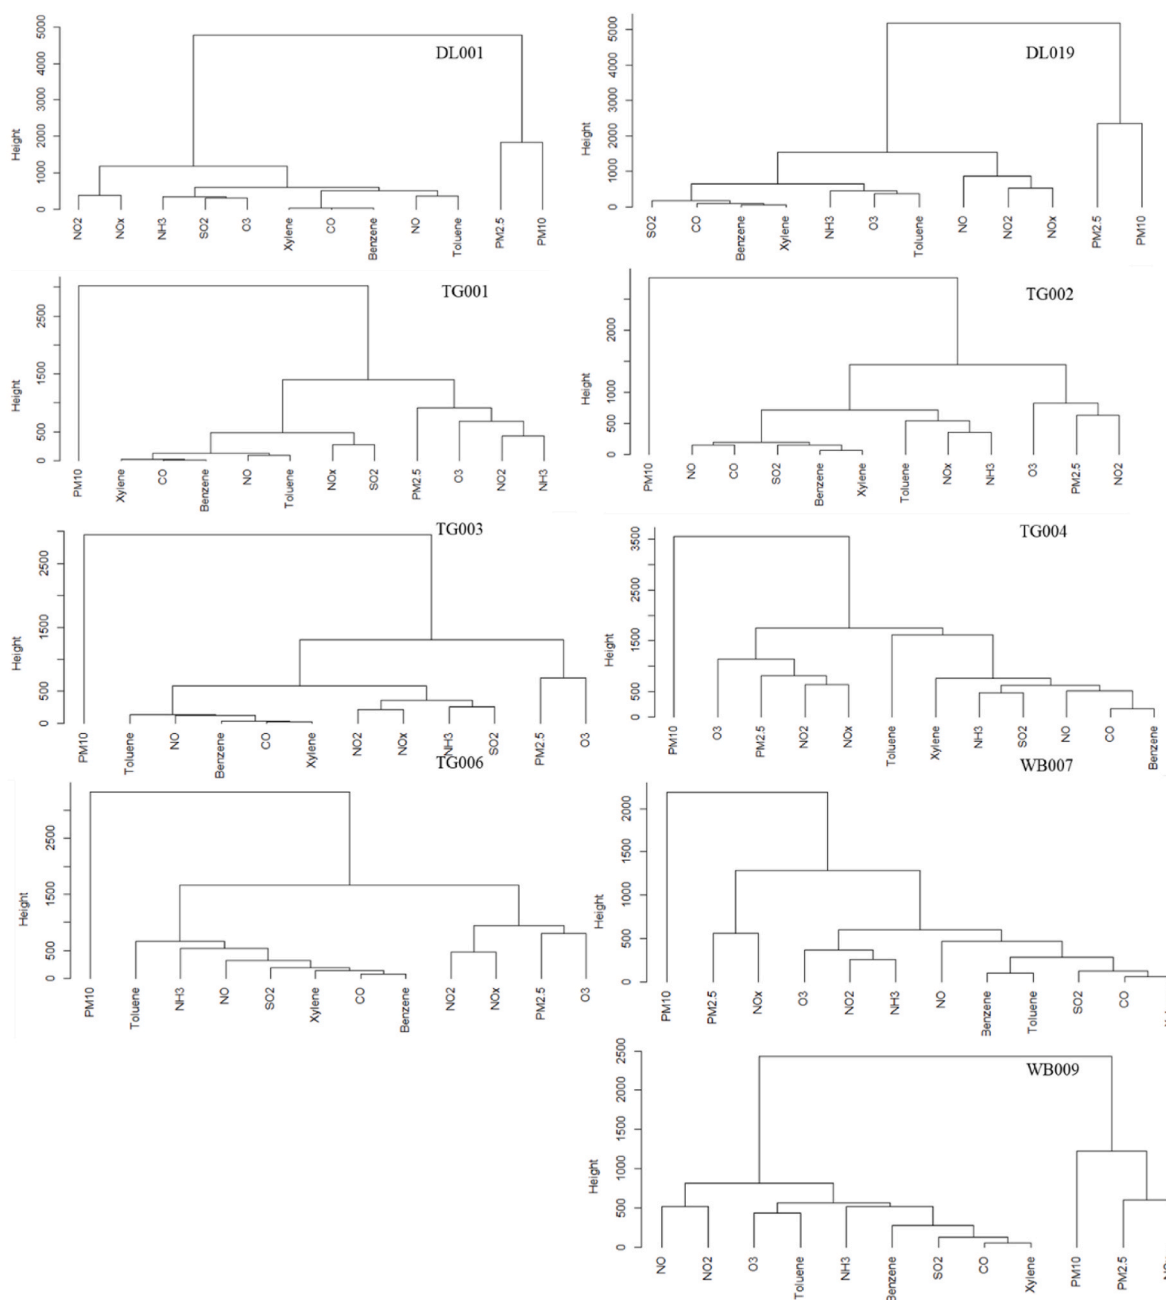 DL001
Height
5000
4000
3000
2000
1000
0
NO2
NOx
NH3
SO2
O3
Xylene
CO
Benzene
NO
Toluene
PM2.5
PM10
DL019
Height
5000
4000
3000
2000
1000
0
SO2
CO
Benzene
Xylene
NH3
O3
Toluene
NO
NO2
NOx
PM2.5
PM10
TG001
Height
2500
1500
500
0
PM10
Xylene
CO
Benzene
NO
Toluene
NOx
SO2
PM2.5
O3
NO2
NH3
TG002
Height
2000
1000
500
0
PM10
NO
CO
SO2
Benzene
Xylene
Toluene
NOx
NH3
O3
PM2.5
NO2
TG003
Height
2500
1500
500
0
PM10
Toluene
NO
Benzene
CO
Xylene
NO2
NOx
NH3
SO2
PM2.5
O3
TG004
Height
3500
2500
1500
500
0
PM10
O3
PM2.5
NO2
NOx
Toluene
Xylene
NH3
SO2
NO
CO
Benzene
TG006
Height
2500
1500
500
0
PM10
Toluene
NH3
NO
SO2
Xylene
CO
Benzene
NO2
NOx
PM2.5
O3
WB007
Height
2000
1500
1000
500
0
PM10
PM2.5
NOx
O3
NO2
NH3
NO
Benzene
Toluene
SO2
CO
WB009
Height
2500
2000
1500
1000
500
0
NO
NO2
O3
Toluene
NH3
Benzene
SO2
CO
Xylene
PM10
PM2.5